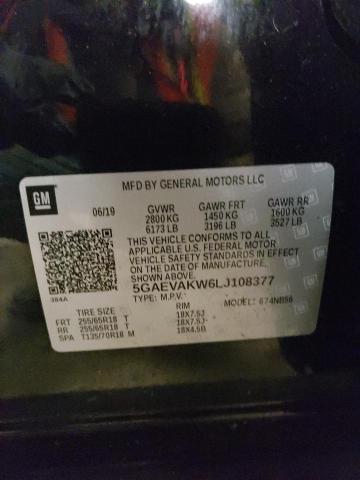 GM
MFD BY GENERAL MOTORS LLC
06/19 GVWR GAWR FRT GAWR RR
2800 KG 1450 KG 1600 KG
6173 LB 3196 LB 3527 LB
THIS VEHICLE CONFORMS TO ALL
APPLICABLE U.S. FEDERAL MOTOR
VEHICLE SAFETY STANDARDS IN EFFECT
ON THE DATE OF MANUFACTURE
SHOWN ABOVE.
5GAEVAKW6LJ108377
384A TYPE: M.P.V. MODEL: 674NB56
TIRE SIZE RIM
FRT 255/65R18 T 18X7.5J
RR 255/65R18 T 18X7.5J
SPA T135/70R18 M 18X4.5B